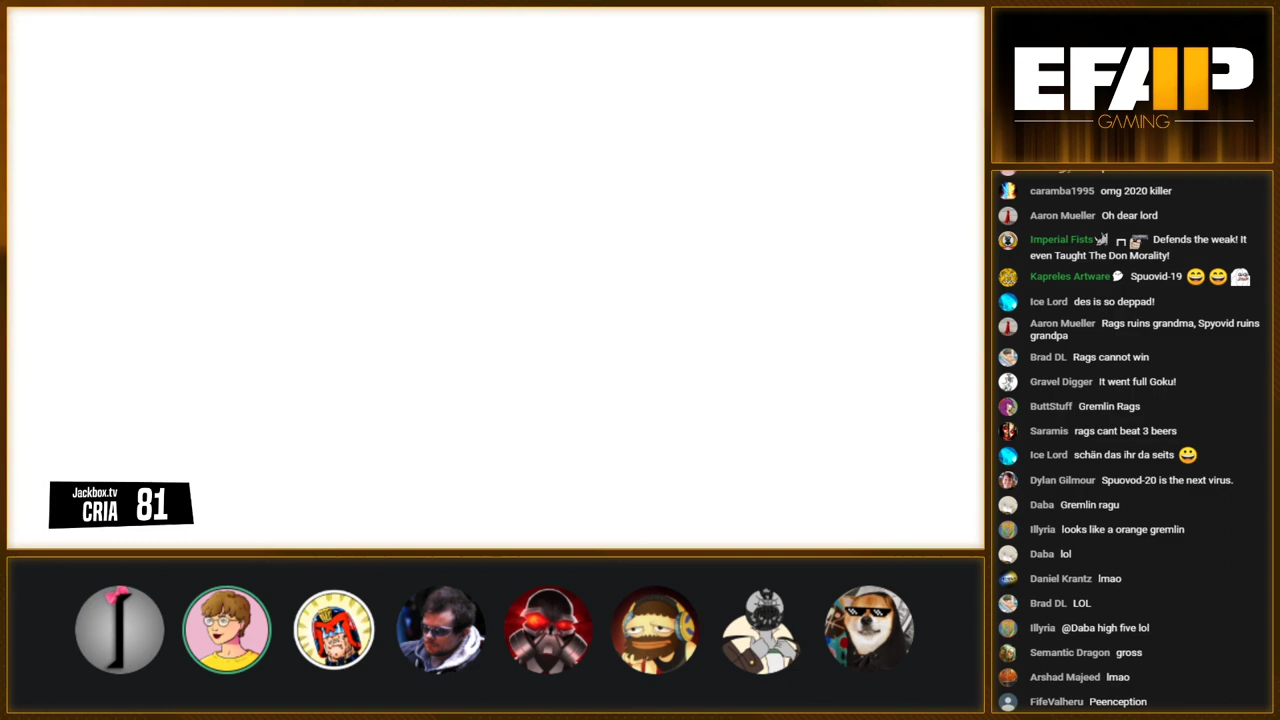 EFAP
GAMING
caramba1995 omg 2020 killer
Aaron Mueller Oh dear lord
Imperial Fists Defends the weak! It
even Taught The Don Morality!
Kapreles Artware Spuovid-19
Ice Lord des is so deppad!
Aaron Mueller Rags ruins grandma, Spyovid ruins
grandpa
Brad DL Rags cannot win
Gravel Digger It went full Goku!
ButtStuff Gremlin Rags
Saramis rags cant beat 3 beers
Ice Lord schän das ihr da seits
Dylan Gilmour Spuovod-20 is the next virus.
Daba Gremlin ragu
Illyria looks like a orange gremlin
Daba lol
Daniel Krantz lmao
Brad DL LOL
Illyria @Daba high five lol
Semantic Dragon gross
Arshad Majeed lmao
FifeValheru Peenception
Jackbox.tv
CRIA 81